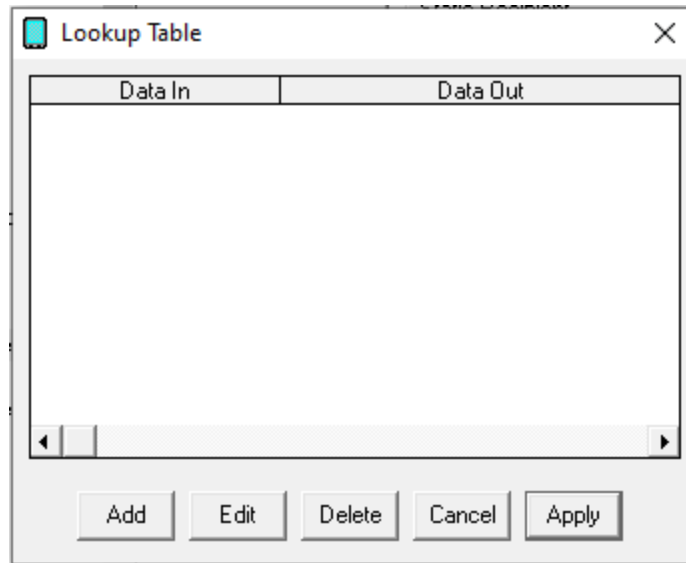 Lookup Table
Data In
Data Out
Add
Edit
Delete
Cancel
Apply